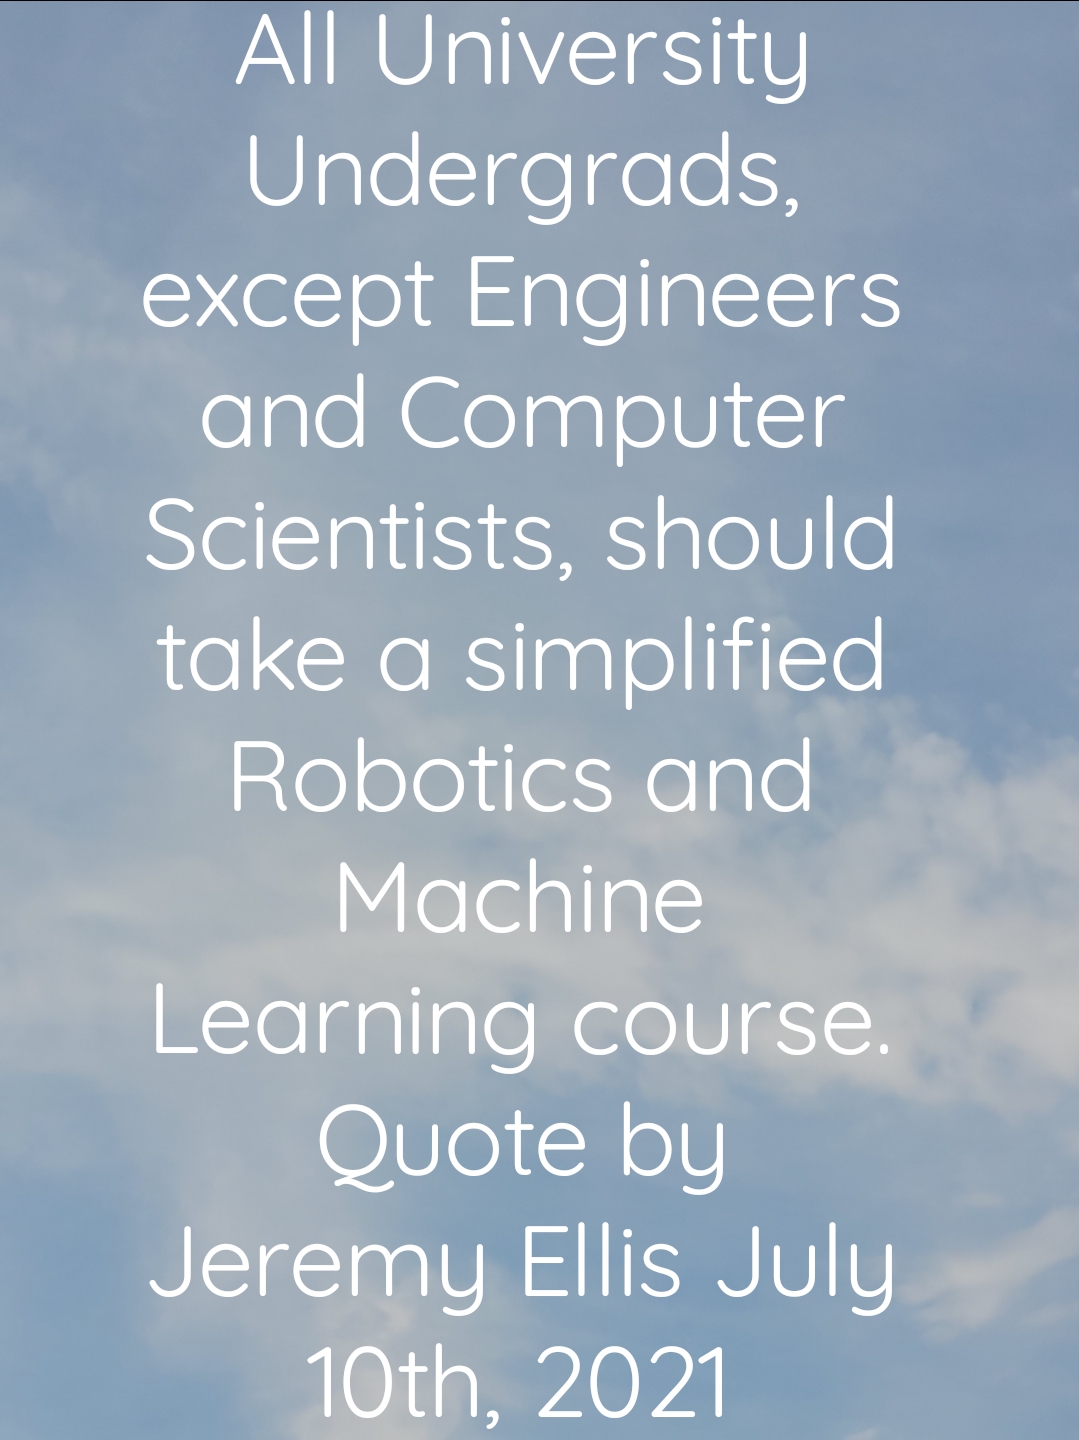 All University
Undergrads,
except Engineers
and Computer
Scientists, should
take a simplified
Robotics and
Machine
Learning course.
Quote by
Jeremy Ellis July
10th, 2021